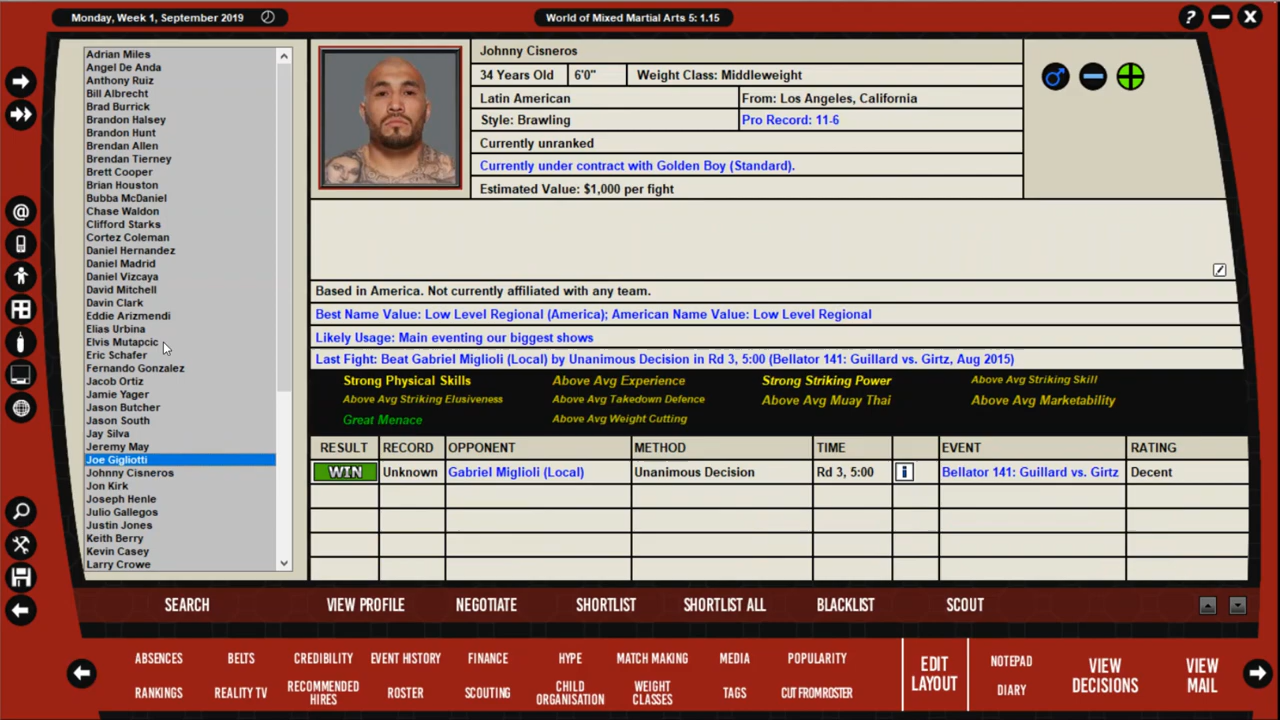 Monday, Week 1, September 2019
World of Mixed Martial Arts 5: 1.15
?
Adrian Miles
Angel De Anda
Anthony Ruiz
Bill Albrecht
Brad Burrick
Brandon Halsey
Brandon Hunt
Brendan Allen
Brendan Tierney
Brett Cooper
Brian Houston
Bubba McDaniel
Chase Waldon
Clifford Starks
Cortez Coleman
Daniel Hernandez
Daniel Madrid
Daniel Vizcaya
David Mitchell
Davin Clark
Eddie Arizmendi
Elias Urbina
Elvis Mutapcic
Eric Schafer
Fernando Gonzalez
Jacob Ortiz
Jamie Yager
Jason Butcher
Jason South
Jay Silva
Jeremy May
Joe Gigliotti
Johnny Cisneros
Jon Kirk
Joseph Henle
Julio Gallegos
Justin Jones
Keith Berry
Kevin Casey
Larry Crowe
Johnny Cisneros
34 Years Old 6'0" Weight Class: Middleweight
Latin American From: Los Angeles, California
Style: Brawling Pro Record: 11-6
Currently unranked
Currently under contract with Golden Boy (Standard).
Estimated Value: $1,000 per fight
Based in America. Not currently affiliated with any team.
Best Name Value: Low Level Regional (America); American Name Value: Low Level Regional
Likely Usage: Main eventing our biggest shows
Last Fight: Beat Gabriel Miglioli (Local) by Unanimous Decision in Rd 3, 5:00 (Bellator 141: Guillard vs. Girtz, Aug 2015)
Strong Physical Skills Above Avg Experience Strong Striking Power Above Avg Striking Skill
Above Avg Striking Elusiveness Above Avg Takedown Defence Above Avg Muay Thai Above Avg Marketability
Great Menace Above Avg Weight Cutting
RESULT RECORD OPPONENT METHOD TIME EVENT RATING
WIN Unknown Gabriel Miglioli (Local) Unanimous Decision Rd 3, 5:00 i Bellator 141: Guillard vs. Girtz Decent
SEARCH VIEW PROFILE NEGOTIATE SHORTLIST SHORTLIST ALL BLACKLIST SCOUT
ABSENCES BELTS CREDIBILITY EVENT HISTORY FINANCE HYPE MATCH MAKING MEDIA POPULARITY
RANKINGS REALITY TV RECOMMENDED HIRES ROSTER SCOUTING CHILD ORGANISATION WEIGHT CLASSES TAGS CUT FROM ROSTER
EDIT LAYOUT
NOTEPAD
DIARY
VIEW DECISIONS
VIEW MAIL